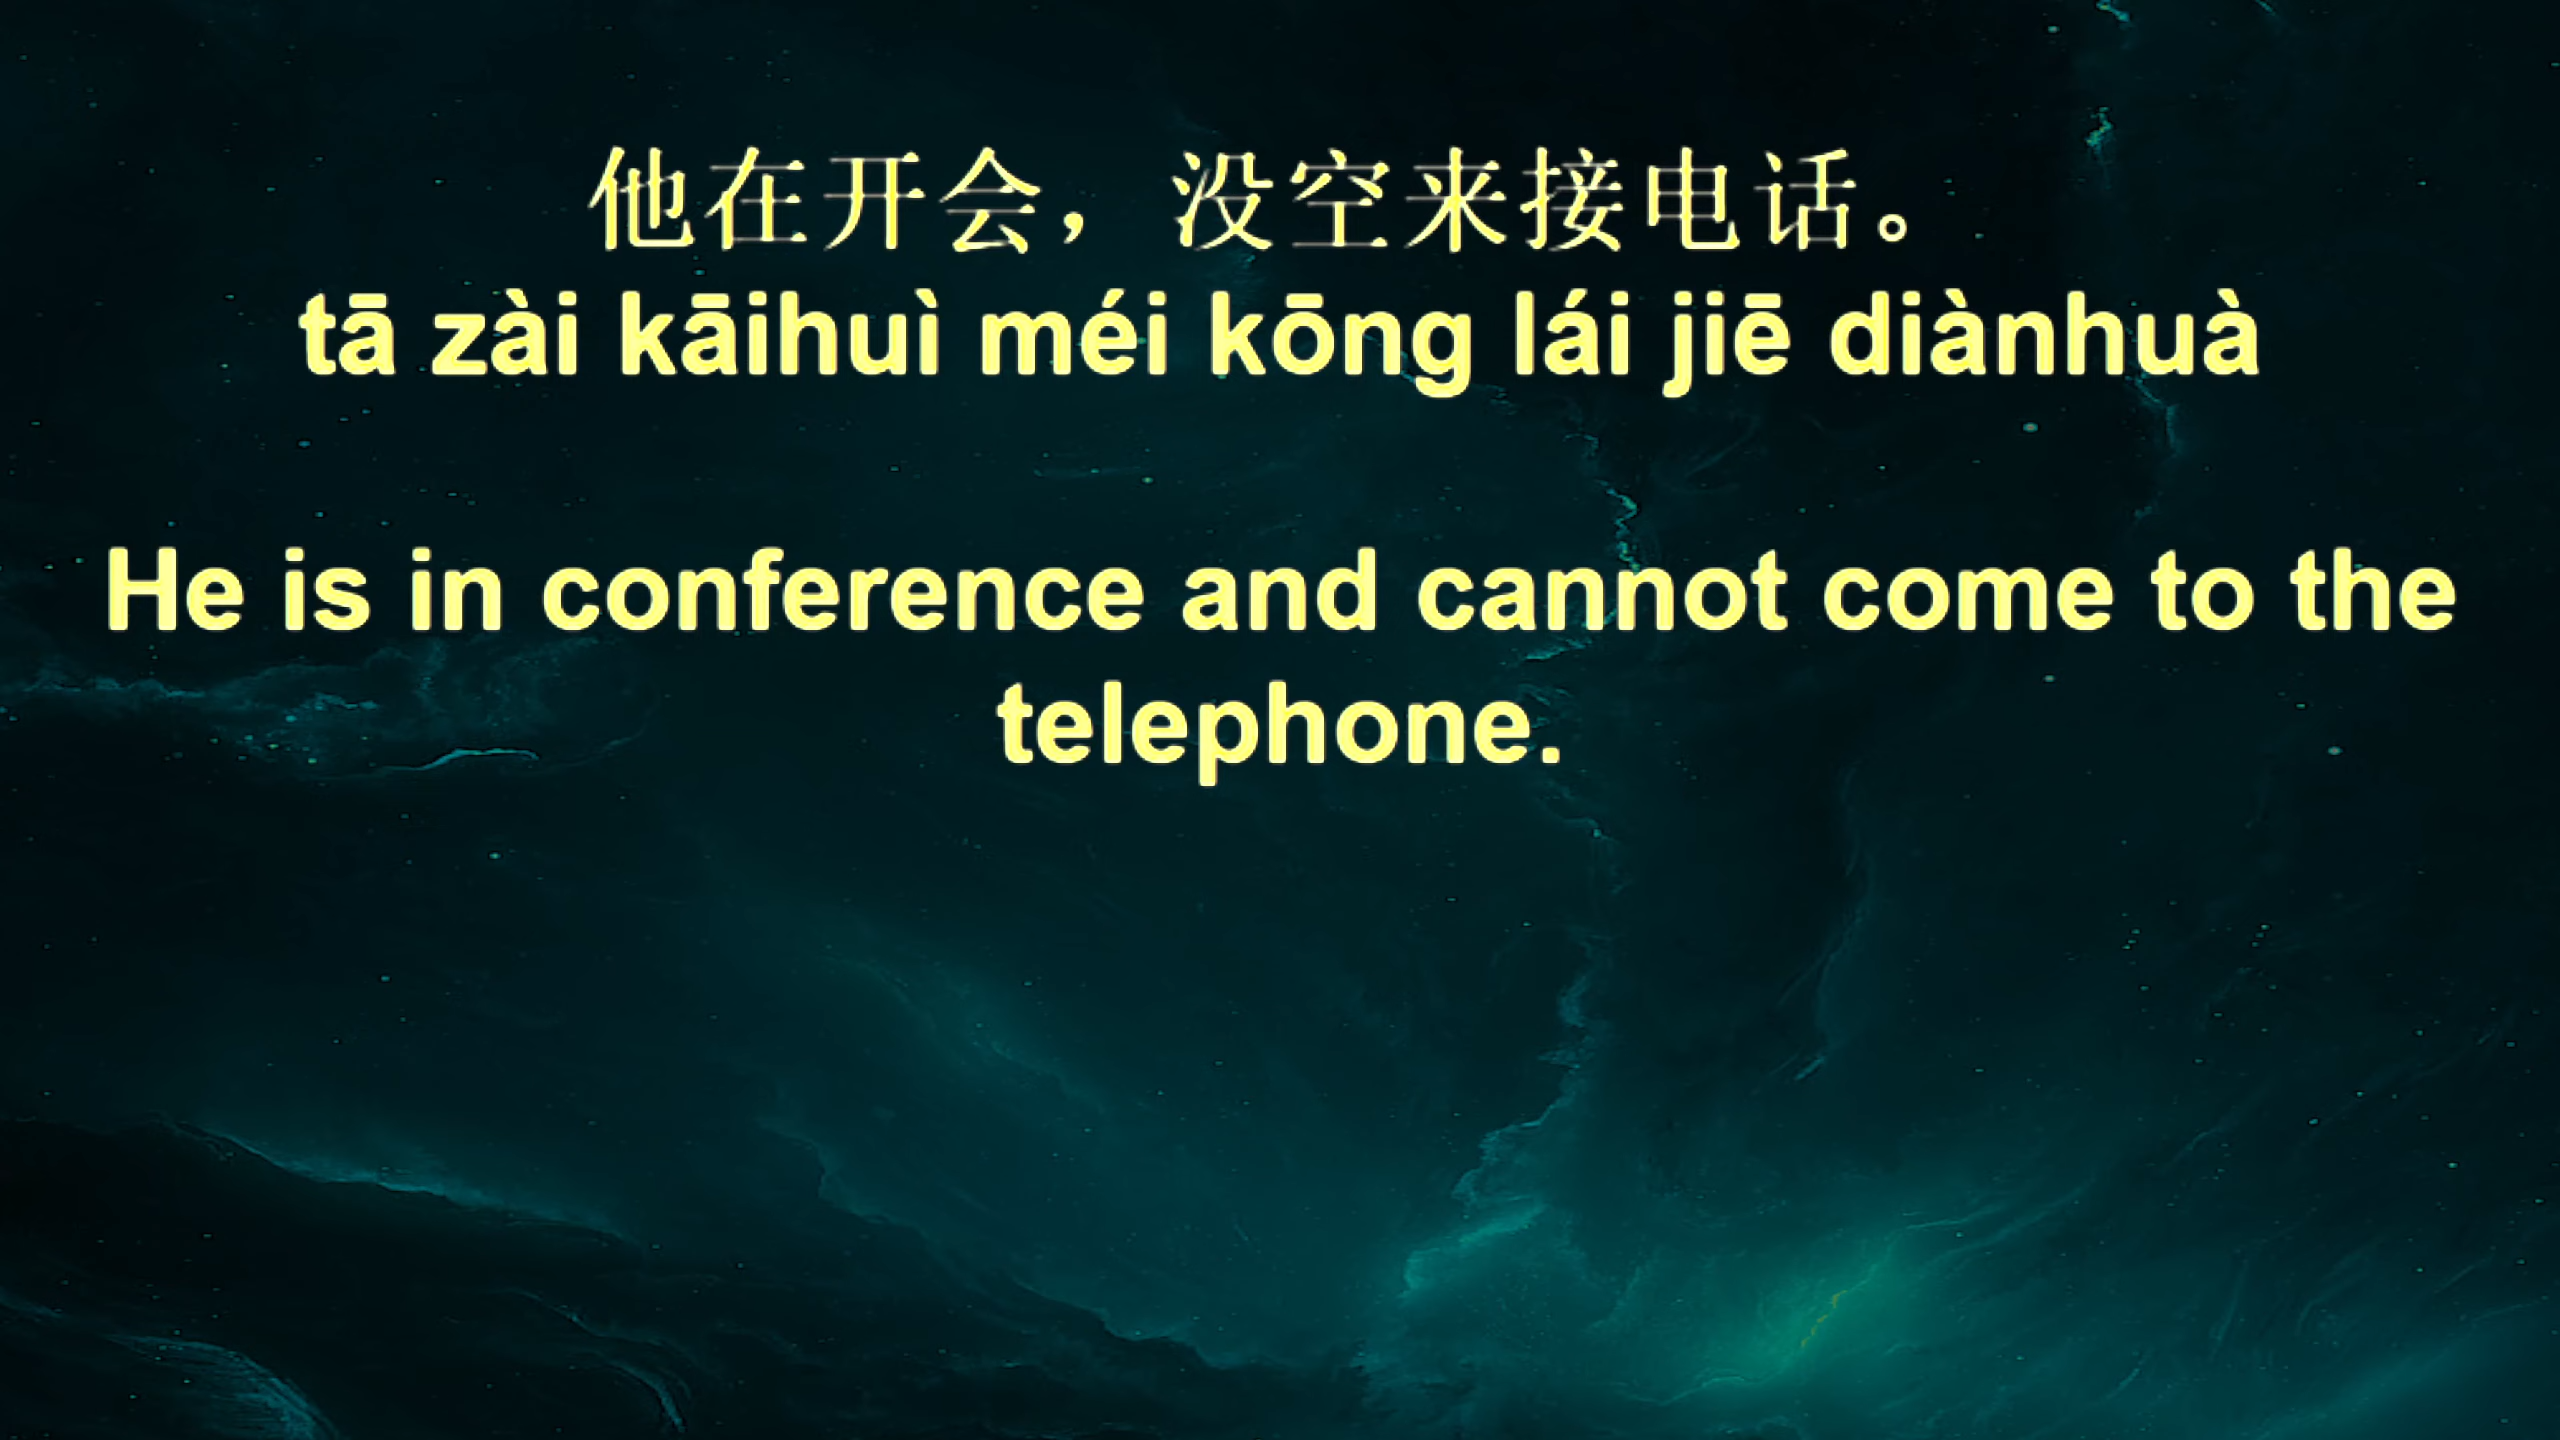 他在开会，没空来接电话。
tā zài kāihuì méi kōng lái jiē diànhuà
He is in conference and cannot come to the
telephone.